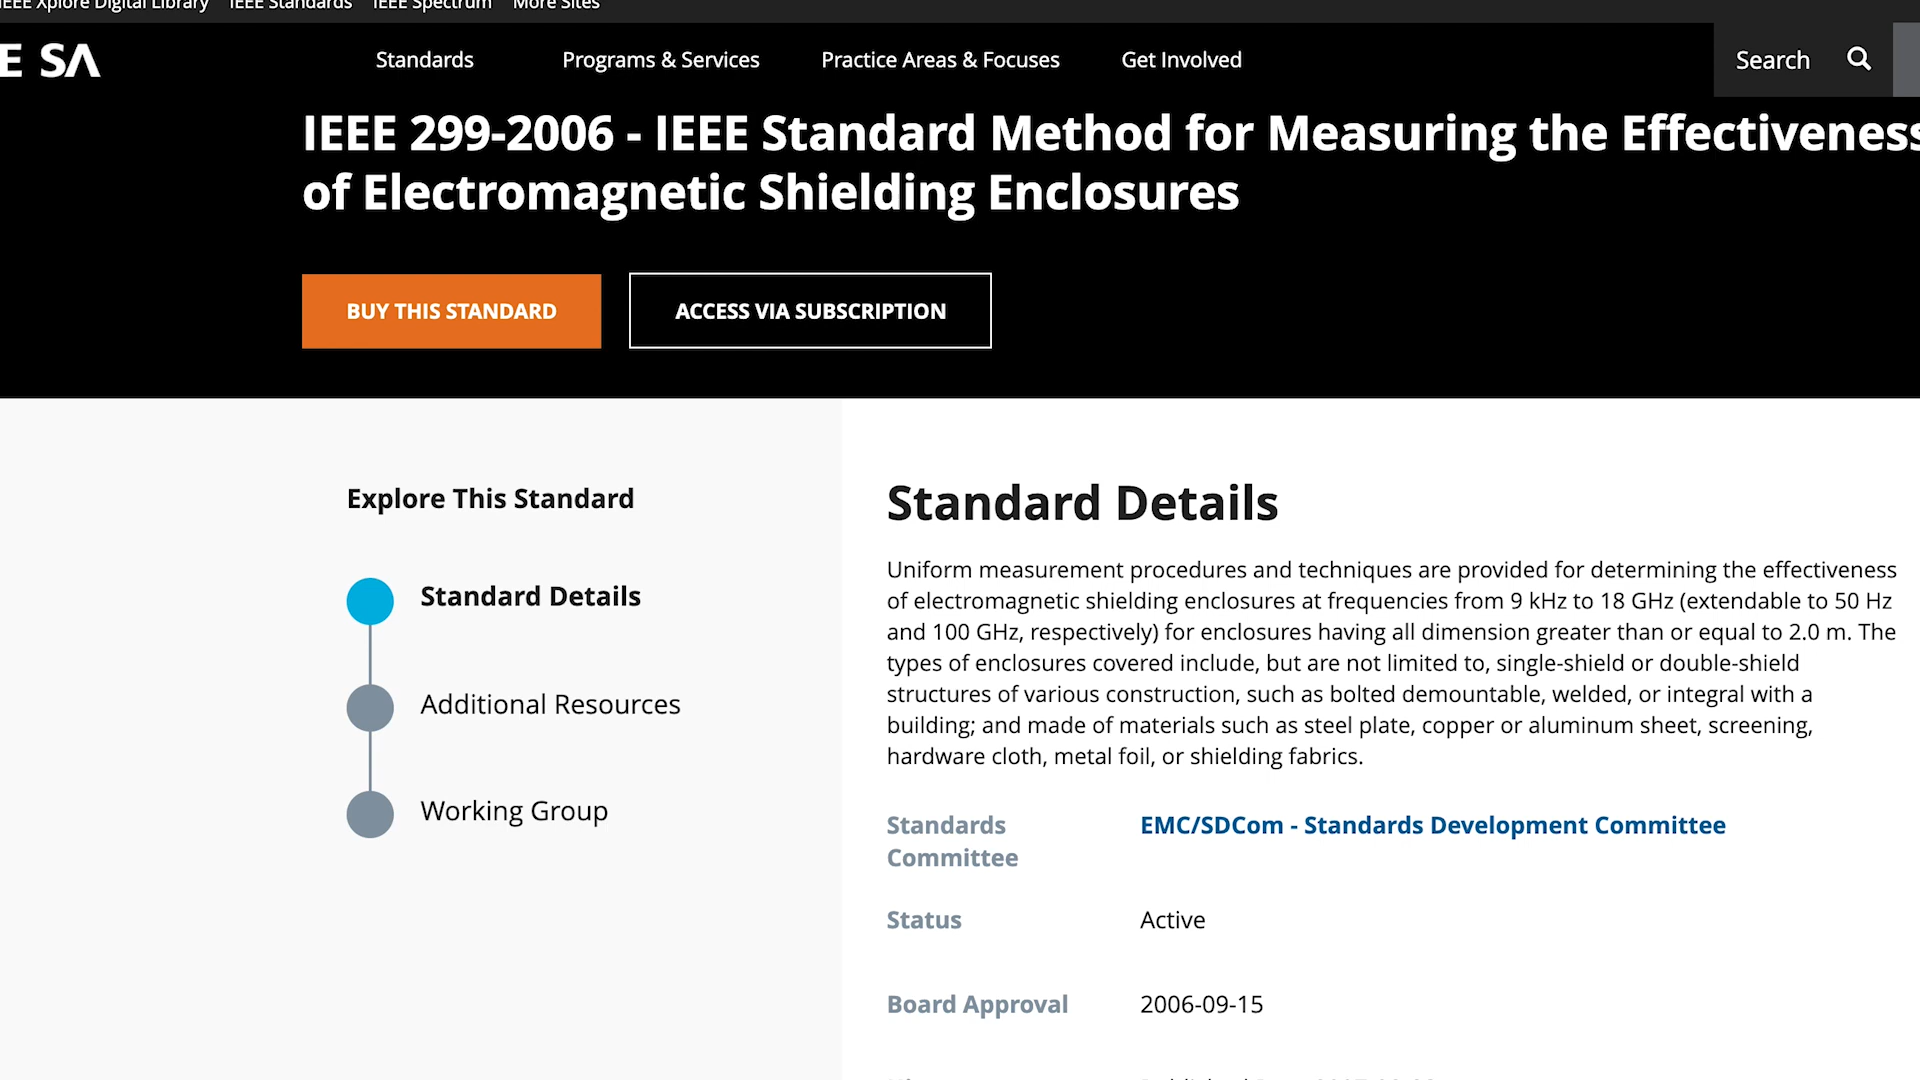 IEEE Xplore Digital Library IEEE Standards IEEE Spectrum More Sites
E SA
Standards Programs & Services Practice Areas & Focuses Get Involved Search
IEEE 299-2006 - IEEE Standard Method for Measuring the Effectiveness
of Electromagnetic Shielding Enclosures
BUY THIS STANDARD ACCESS VIA SUBSCRIPTION
Explore This Standard
Standard Details
Additional Resources
Working Group
Standard Details
Uniform measurement procedures and techniques are provided for determining the effectiveness
of electromagnetic shielding enclosures at frequencies from 9 kHz to 18 GHz (extendable to 50 Hz
and 100 GHz, respectively) for enclosures having all dimension greater than or equal to 2.0 m. The
types of enclosures covered include, but are not limited to, single-shield or double-shield
structures of various construction, such as bolted demountable, welded, or integral with a
building; and made of materials such as steel plate, copper or aluminum sheet, screening,
hardware cloth, metal foil, or shielding fabrics.
Standards
Committee
EMC/SDCom - Standards Development Committee
Status Active
Board Approval 2006-09-15